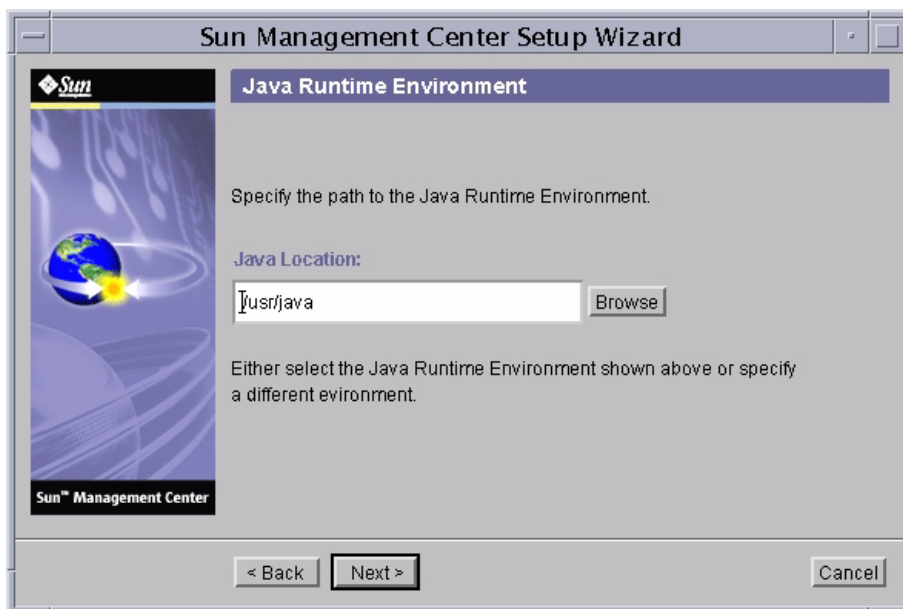 Sun Management Center Setup Wizard
Sun
Java Runtime Environment
Specify the path to the Java Runtime Environment.
Java Location:
/usr/java
Browse
Either select the Java Runtime Environment shown above or specify
a different evironment.
Sun™ Management Center
< Back
Next >
Cancel